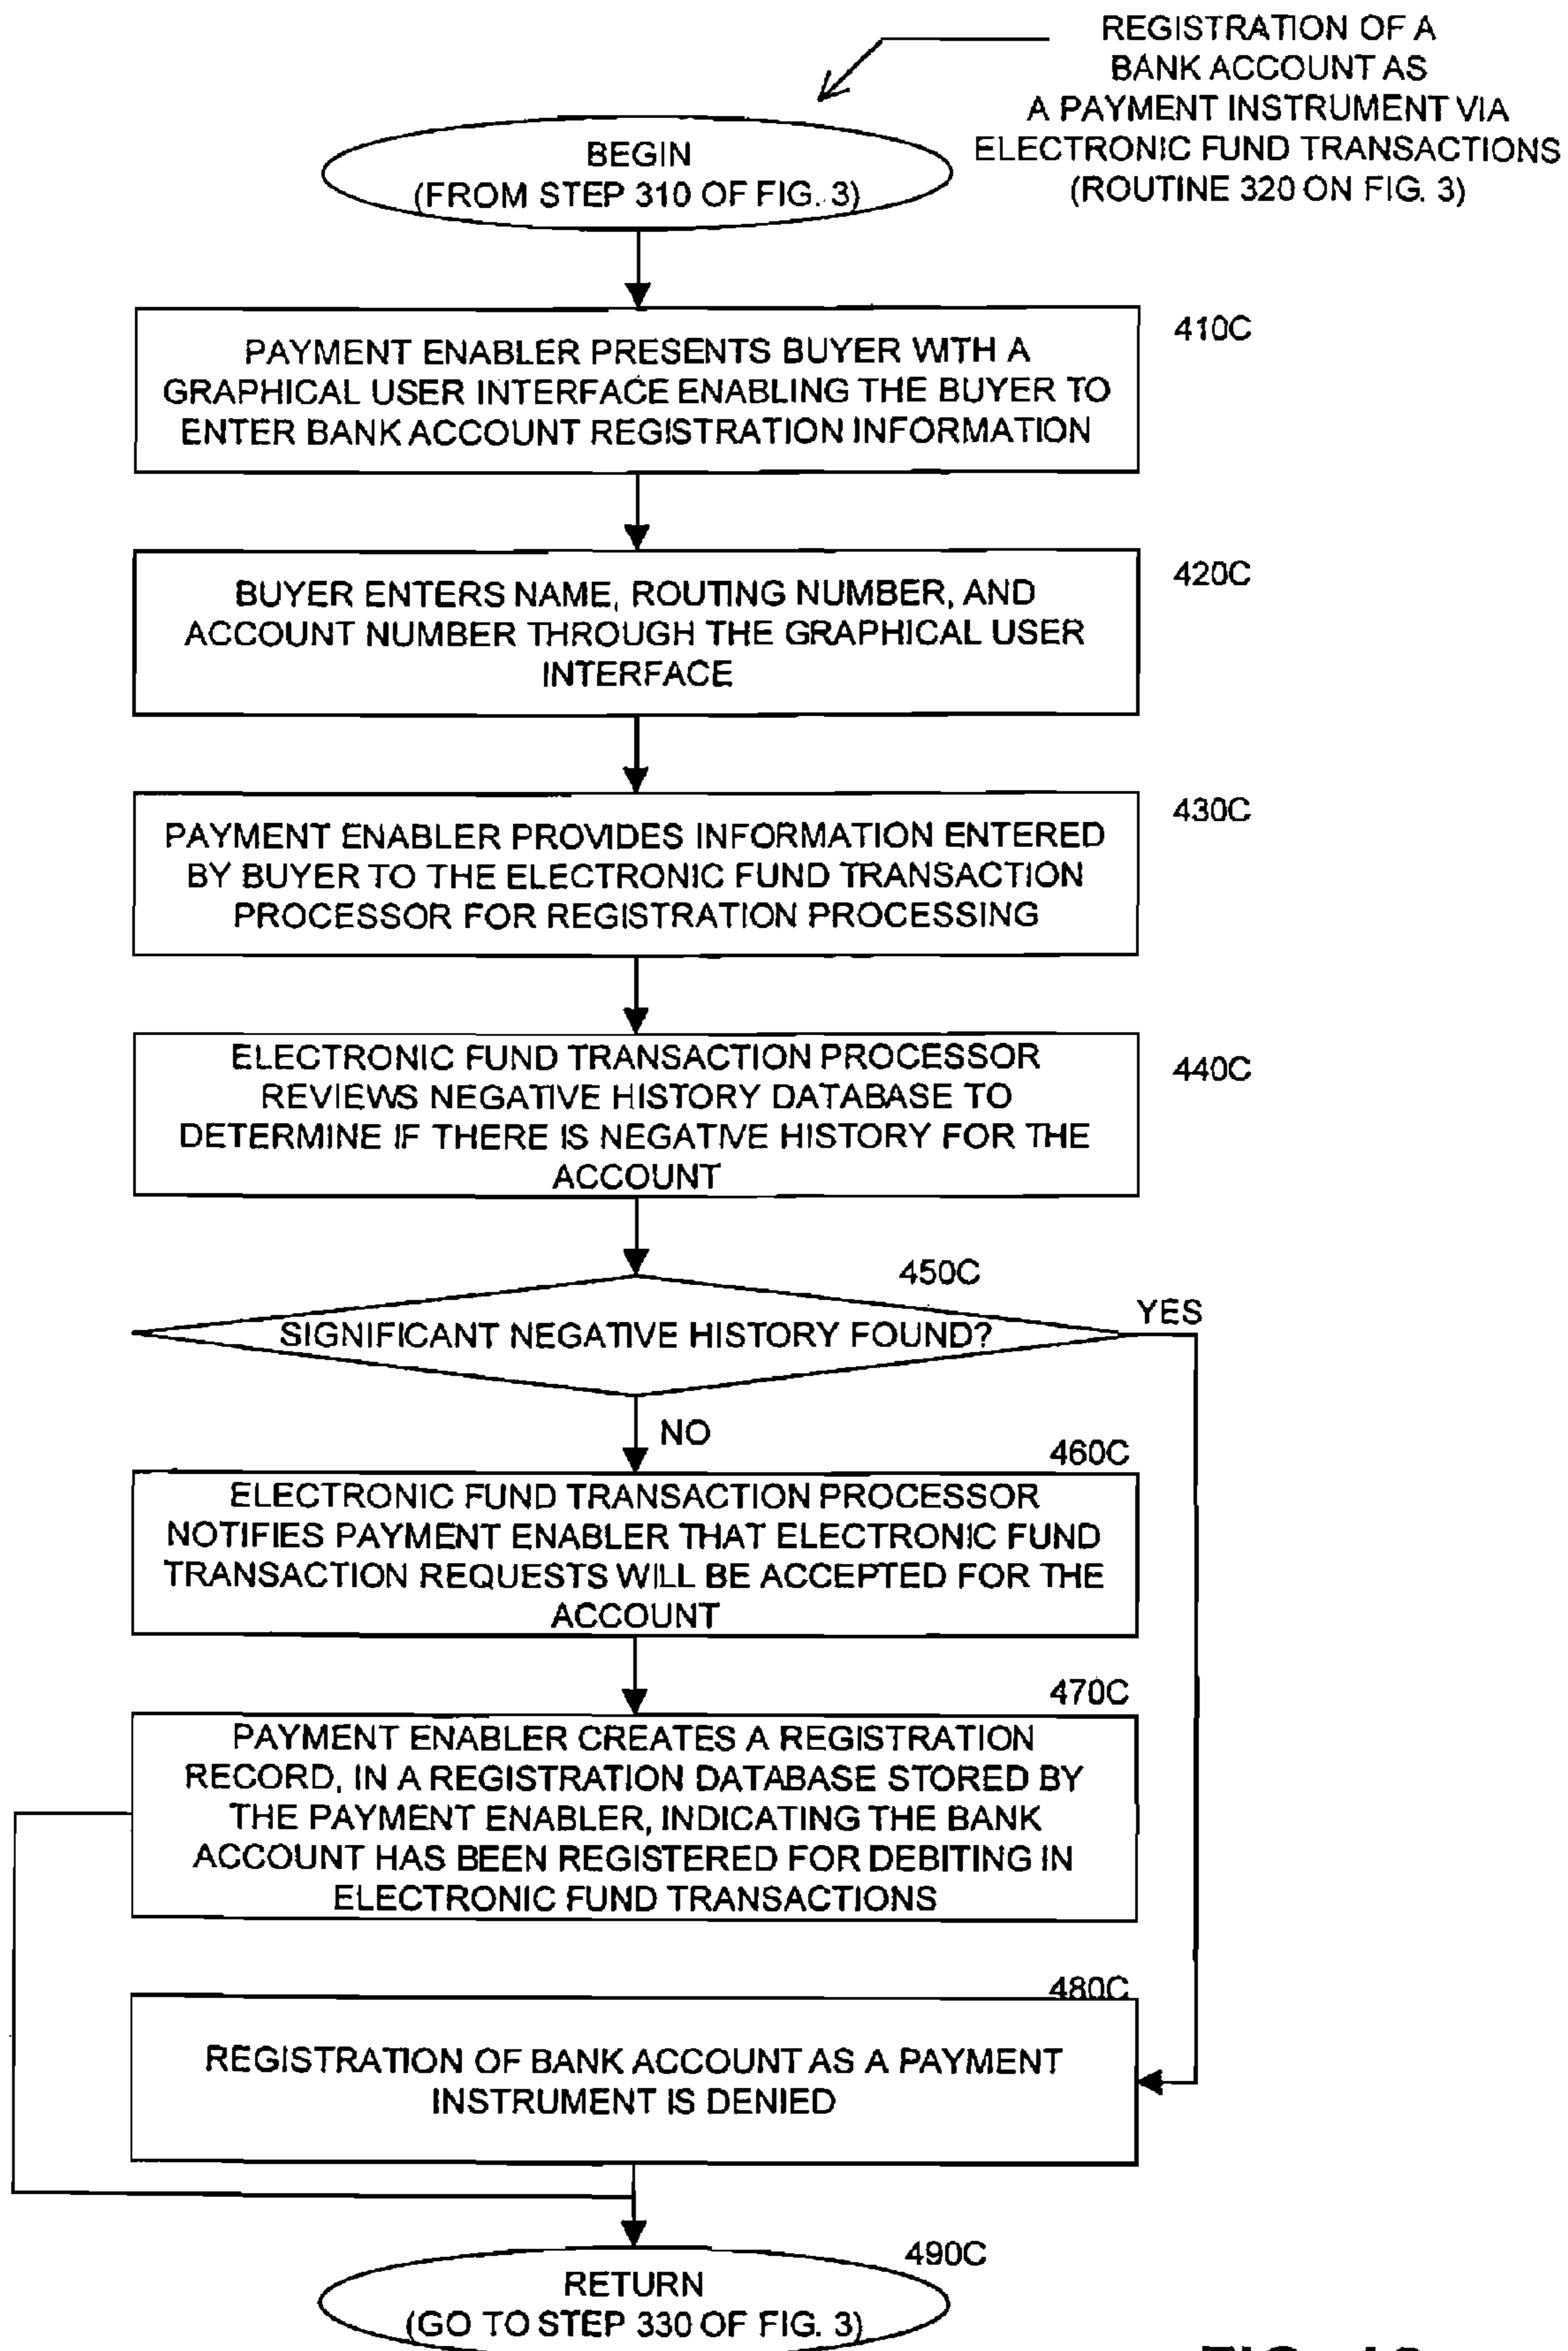 REGISTRATION OF A
BANK ACCOUNT AS
A PAYMENT INSTRUMENT VIA
ELECTRONIC FUND TRANSACTIONS
(ROUTINE 320 ON FIG. 3)
BEGIN
(FROM STEP 310 OF FIG. 3)
410C
PAYMENT ENABLER PRESENTS BUYER WITH A
GRAPHICAL USER INTERFACE ENABLING THE BUYER TO
ENTER BANK ACCOUNT REGISTRATION INFORMATION
420C
BUYER ENTERS NAME, ROUTING NUMBER, AND
ACCOUNT NUMBER THROUGH THE GRAPHICAL USER
INTERFACE
430C
PAYMENT ENABLER PROVIDES INFORMATION ENTERED
BY BUYER TO THE ELECTRONIC FUND TRANSACTION
PROCESSOR FOR REGISTRATION PROCESSING
440C
ELECTRONIC FUND TRANSACTION PROCESSOR
REVIEWS NEGATIVE HISTORY DATABASE TO
DETERMINE IF THERE IS NEGATIVE HISTORY FOR THE
ACCOUNT
450C
YES
SIGNIFICANT NEGATIVE HISTORY FOUND?
NO
460C
ELECTRONIC FUND TRANSACTION PROCESSOR
NOTIFIES PAYMENT ENABLER THAT ELECTRONIC FUND
TRANSACTION REQUESTS WILL BE ACCEPTED FOR THE
ACCOUNT
470C
PAYMENT ENABLER CREATES A REGISTRATION
RECORD, IN A REGISTRATION DATABASE STORED BY
THE PAYMENT ENABLER, INDICATING THE BANK
ACCOUNT HAS BEEN REGISTERED FOR DEBITING IN
ELECTRONIC FUND TRANSACTIONS
480C
REGISTRATION OF BANK ACCOUNT AS A PAYMENT
INSTRUMENT IS DENIED
490C
RETURN
(GO TO STEP 330 OF FIG. 3)